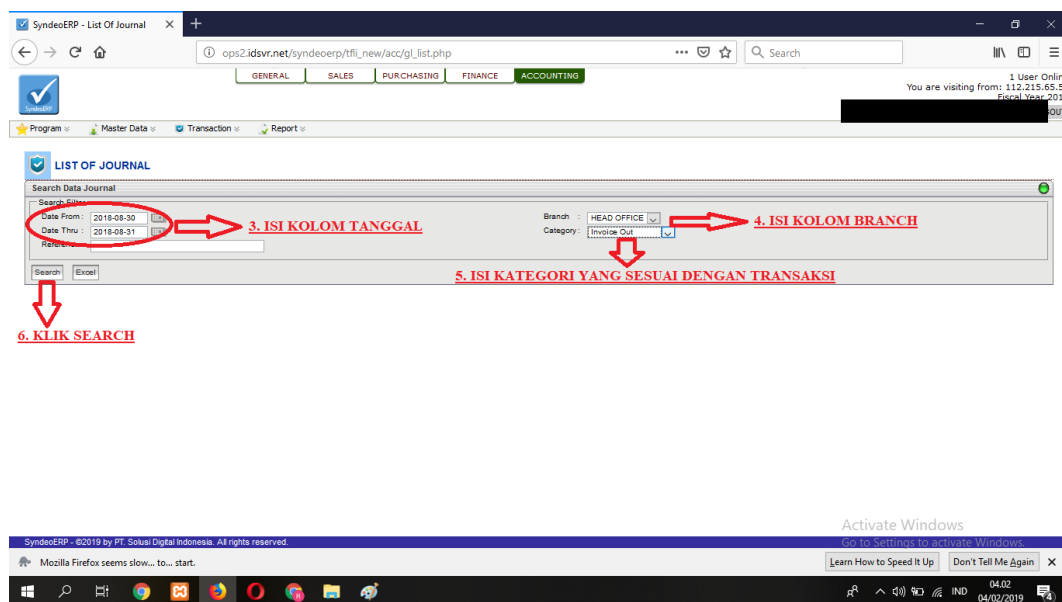 SyndeoERP - List Of Journal
ops2.idsvr.net/syndeoerp/tfli_new/acc/gl_list.php
Search
GENERAL SALES PURCHASING FINANCE ACCOUNTING
1 User Onlin
You are visiting from: 112.215.65.5
Fiscal Year 201
SyndeoERP
Program Master Data Transaction Report
LIST OF JOURNAL
Search Data Journal
Search Filter
Date From : 2018-08-30
Branch : HEAD OFFICE
3. ISI KOLOM TANGGAL
4. ISI KOLOM BRANCH
Date Thru : 2018-08-31
Category : Invoice Out
Search Excel
5. ISI KATEGORI YANG SESUAI DENGAN TRANSAKSI
6. KLIK SEARCH
Activate Windows
Go to Settings to activate Windows.
SyndeoERP - ©2019 by PT. Solusi Digital Indonesia. All rights reserved.
Mozilla Firefox seems slow... to... start.
Learn How to Speed It Up Don't Tell Me Again
IND 04.02
04/02/2019